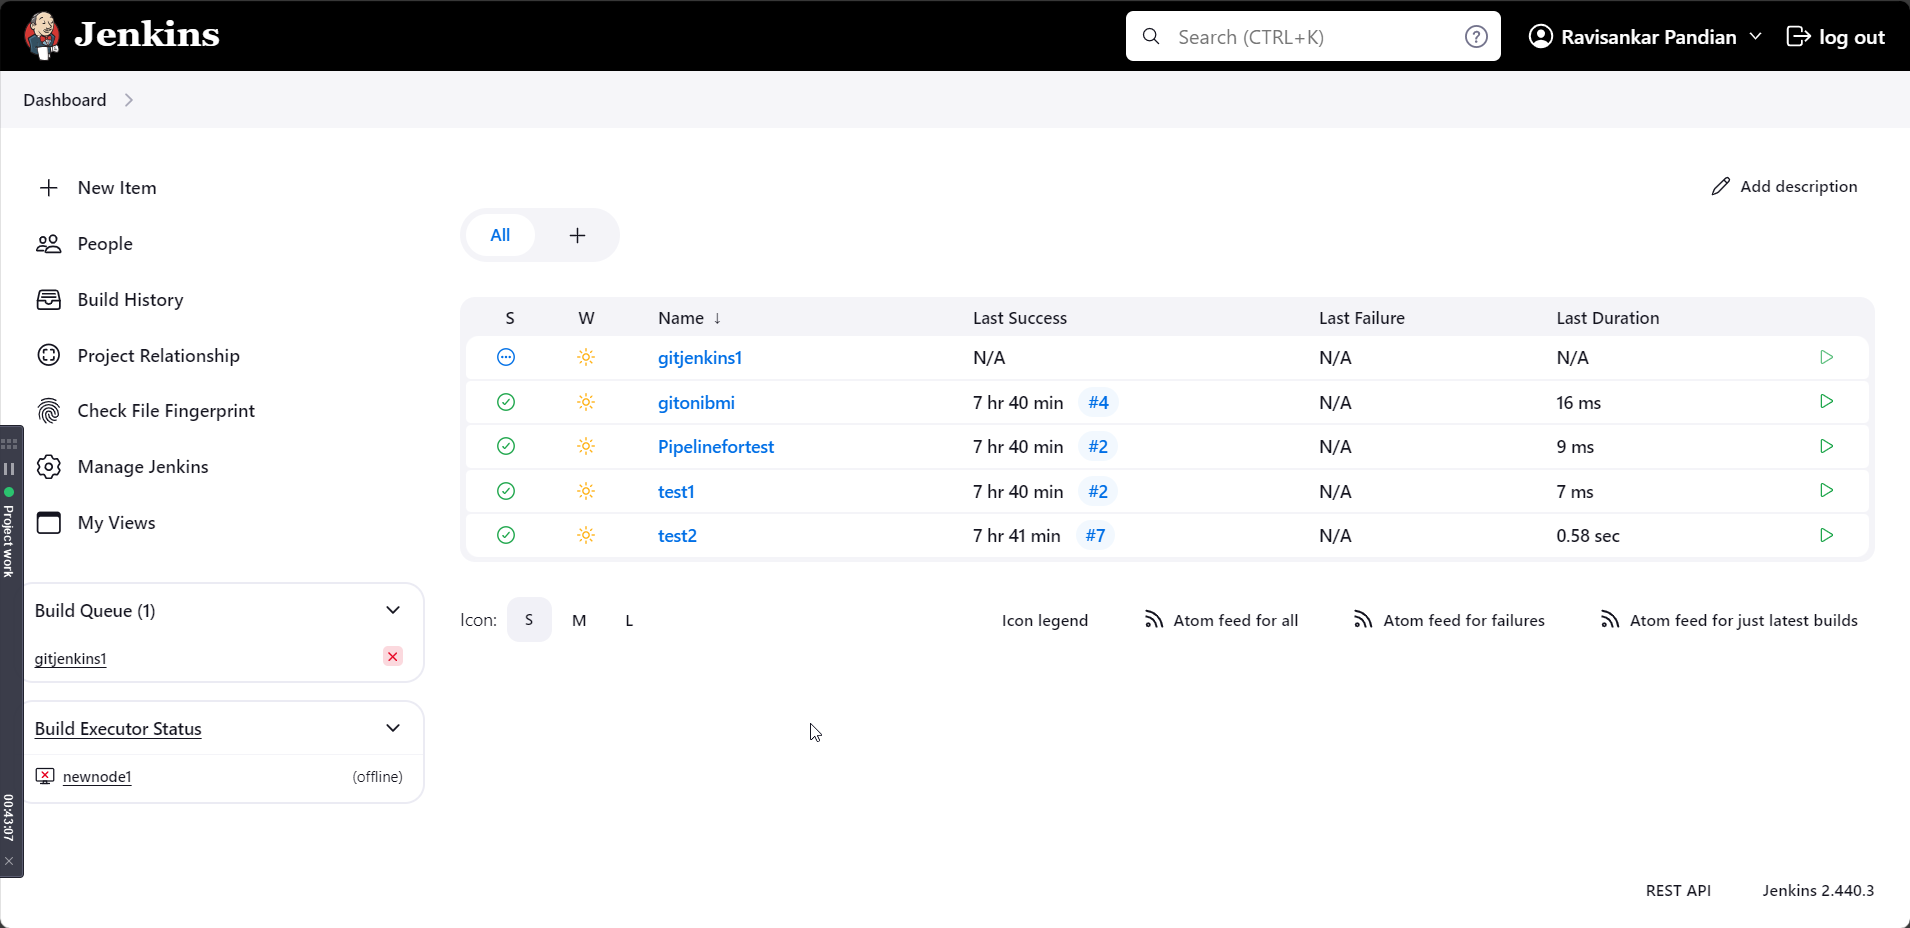 Jenkins
Search (CTRL+K)
Ravisankar Pandian
log out
Dashboard
New Item
People
Build History
Project Relationship
Check File Fingerprint
Manage Jenkins
My Views
Build Queue (1)
gitjenkins1
Build Executor Status
newnode1 (offline)
Project work
00:43:07
Add description
All
S W Name ↓ Last Success Last Failure Last Duration
gitjenkins1 N/A N/A N/A
gitonibmi 7 hr 40 min #4 N/A 16 ms
Pipelinefortest 7 hr 40 min #2 N/A 9 ms
test1 7 hr 40 min #2 N/A 7 ms
test2 7 hr 41 min #7 N/A 0.58 sec
Icon: S M L
Icon legend
Atom feed for all
Atom feed for failures
Atom feed for just latest builds
REST API
Jenkins 2.440.3